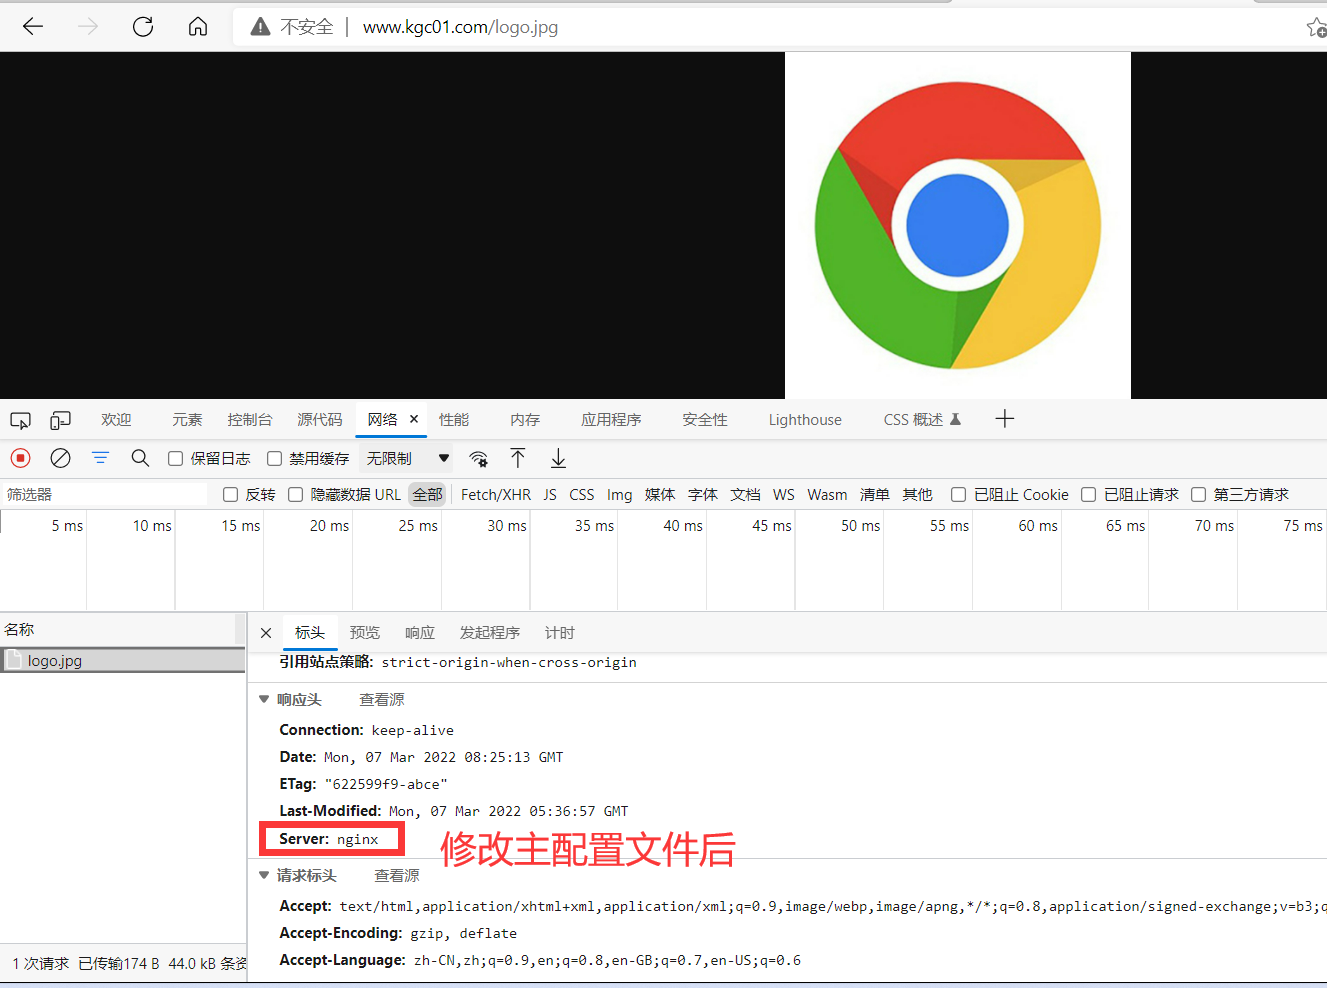 不安全 | www.kgc01.com/logo.jpg
欢迎 元素 控制台 源代码 网络 × 性能 内存 应用程序 安全性 Lighthouse CSS 概述
保留日志 禁用缓存 无限制
筛选器 反转 隐藏数据 URL 全部 Fetch/XHR JS CSS Img 媒体 字体 文档 WS Wasm 清单 其他 已阻止 Cookie 已阻止请求 第三方请求
5 ms 10 ms 15 ms 20 ms 25 ms 30 ms 35 ms 40 ms 45 ms 50 ms 55 ms 60 ms 65 ms 70 ms 75 ms
名称
logo.jpg
标头 预览 响应 发起程序 计时
引用站点策略: strict-origin-when-cross-origin
响应头 查看源
Connection: keep-alive
Date: Mon, 07 Mar 2022 08:25:13 GMT
ETag: "622599f9-abce"
Last-Modified: Mon, 07 Mar 2022 05:36:57 GMT
Server: nginx
修改主配置文件后
请求标头 查看源
Accept: text/html,application/xhtml+xml,application/xml;q=0.9,image/webp,image/apng,*/*;q=0.8,application/signed-exchange;v=b3;q
Accept-Encoding: gzip, deflate
Accept-Language: zh-CN,zh;q=0.9,en;q=0.8,en-GB;q=0.7,en-US;q=0.6
1 次请求 已传输174 B 44.0 kB 条资